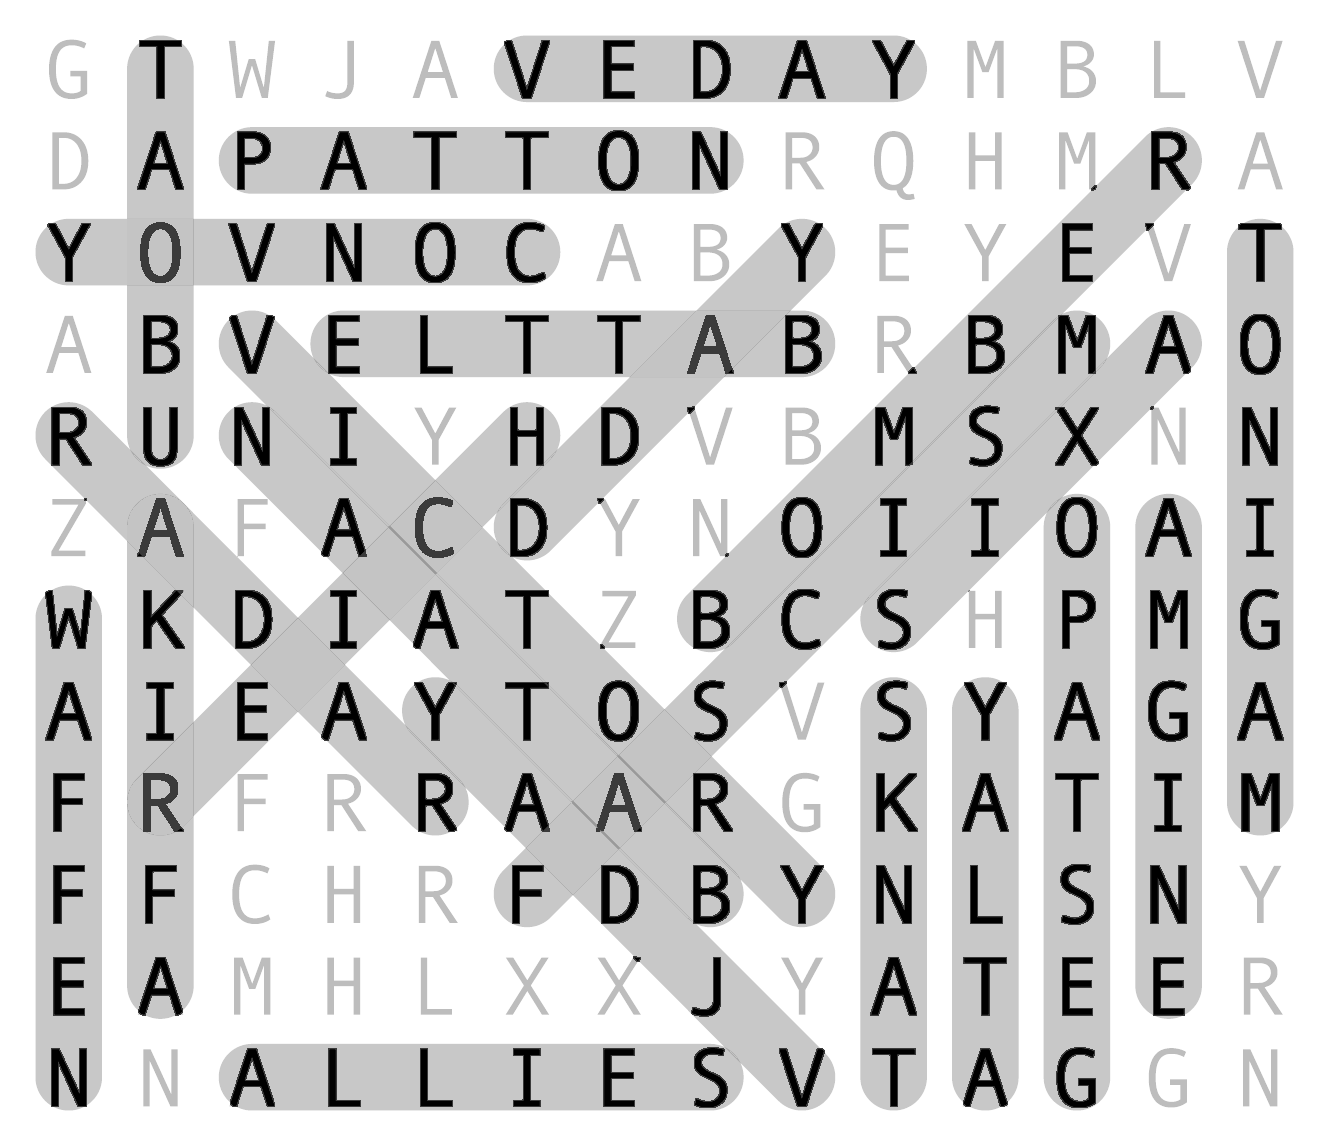 G T W J A V E D A Y M B L V
D A P A T T O N R Q H M R A
Y O V N O C A B Y E Y E V T
A B V E L T T A B R B M A O
R U N I Y H D V B M S X N N
Z A F A C D Y N O I I O A I
W K D I A T Z B C S H P M G
A I E A Y T O S V S Y A G A
F R F R R A A R G K A T I M
F F C H R F D B Y N L S N Y
E A M H L X X J Y A T E E R
N N A L L I E S V T A G G N